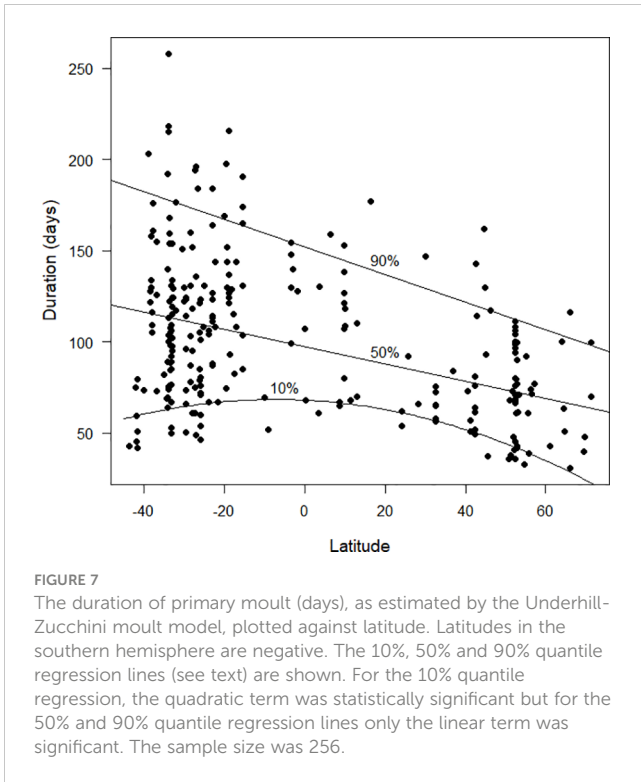 250
200
150
100
50
Duration (days)
90%
50%
10%
-40 -20 0 20 40 60
Latitude
FIGURE 7
The duration of primary moult (days), as estimated by the Underhill-
Zucchini moult model, plotted against latitude. Latitudes in the
southern hemisphere are negative. The 10%, 50% and 90% quantile
regression lines (see text) are shown. For the 10% quantile
regression, the quadratic term was statistically significant but for the
50% and 90% quantile regression lines only the linear term was
significant. The sample size was 256.